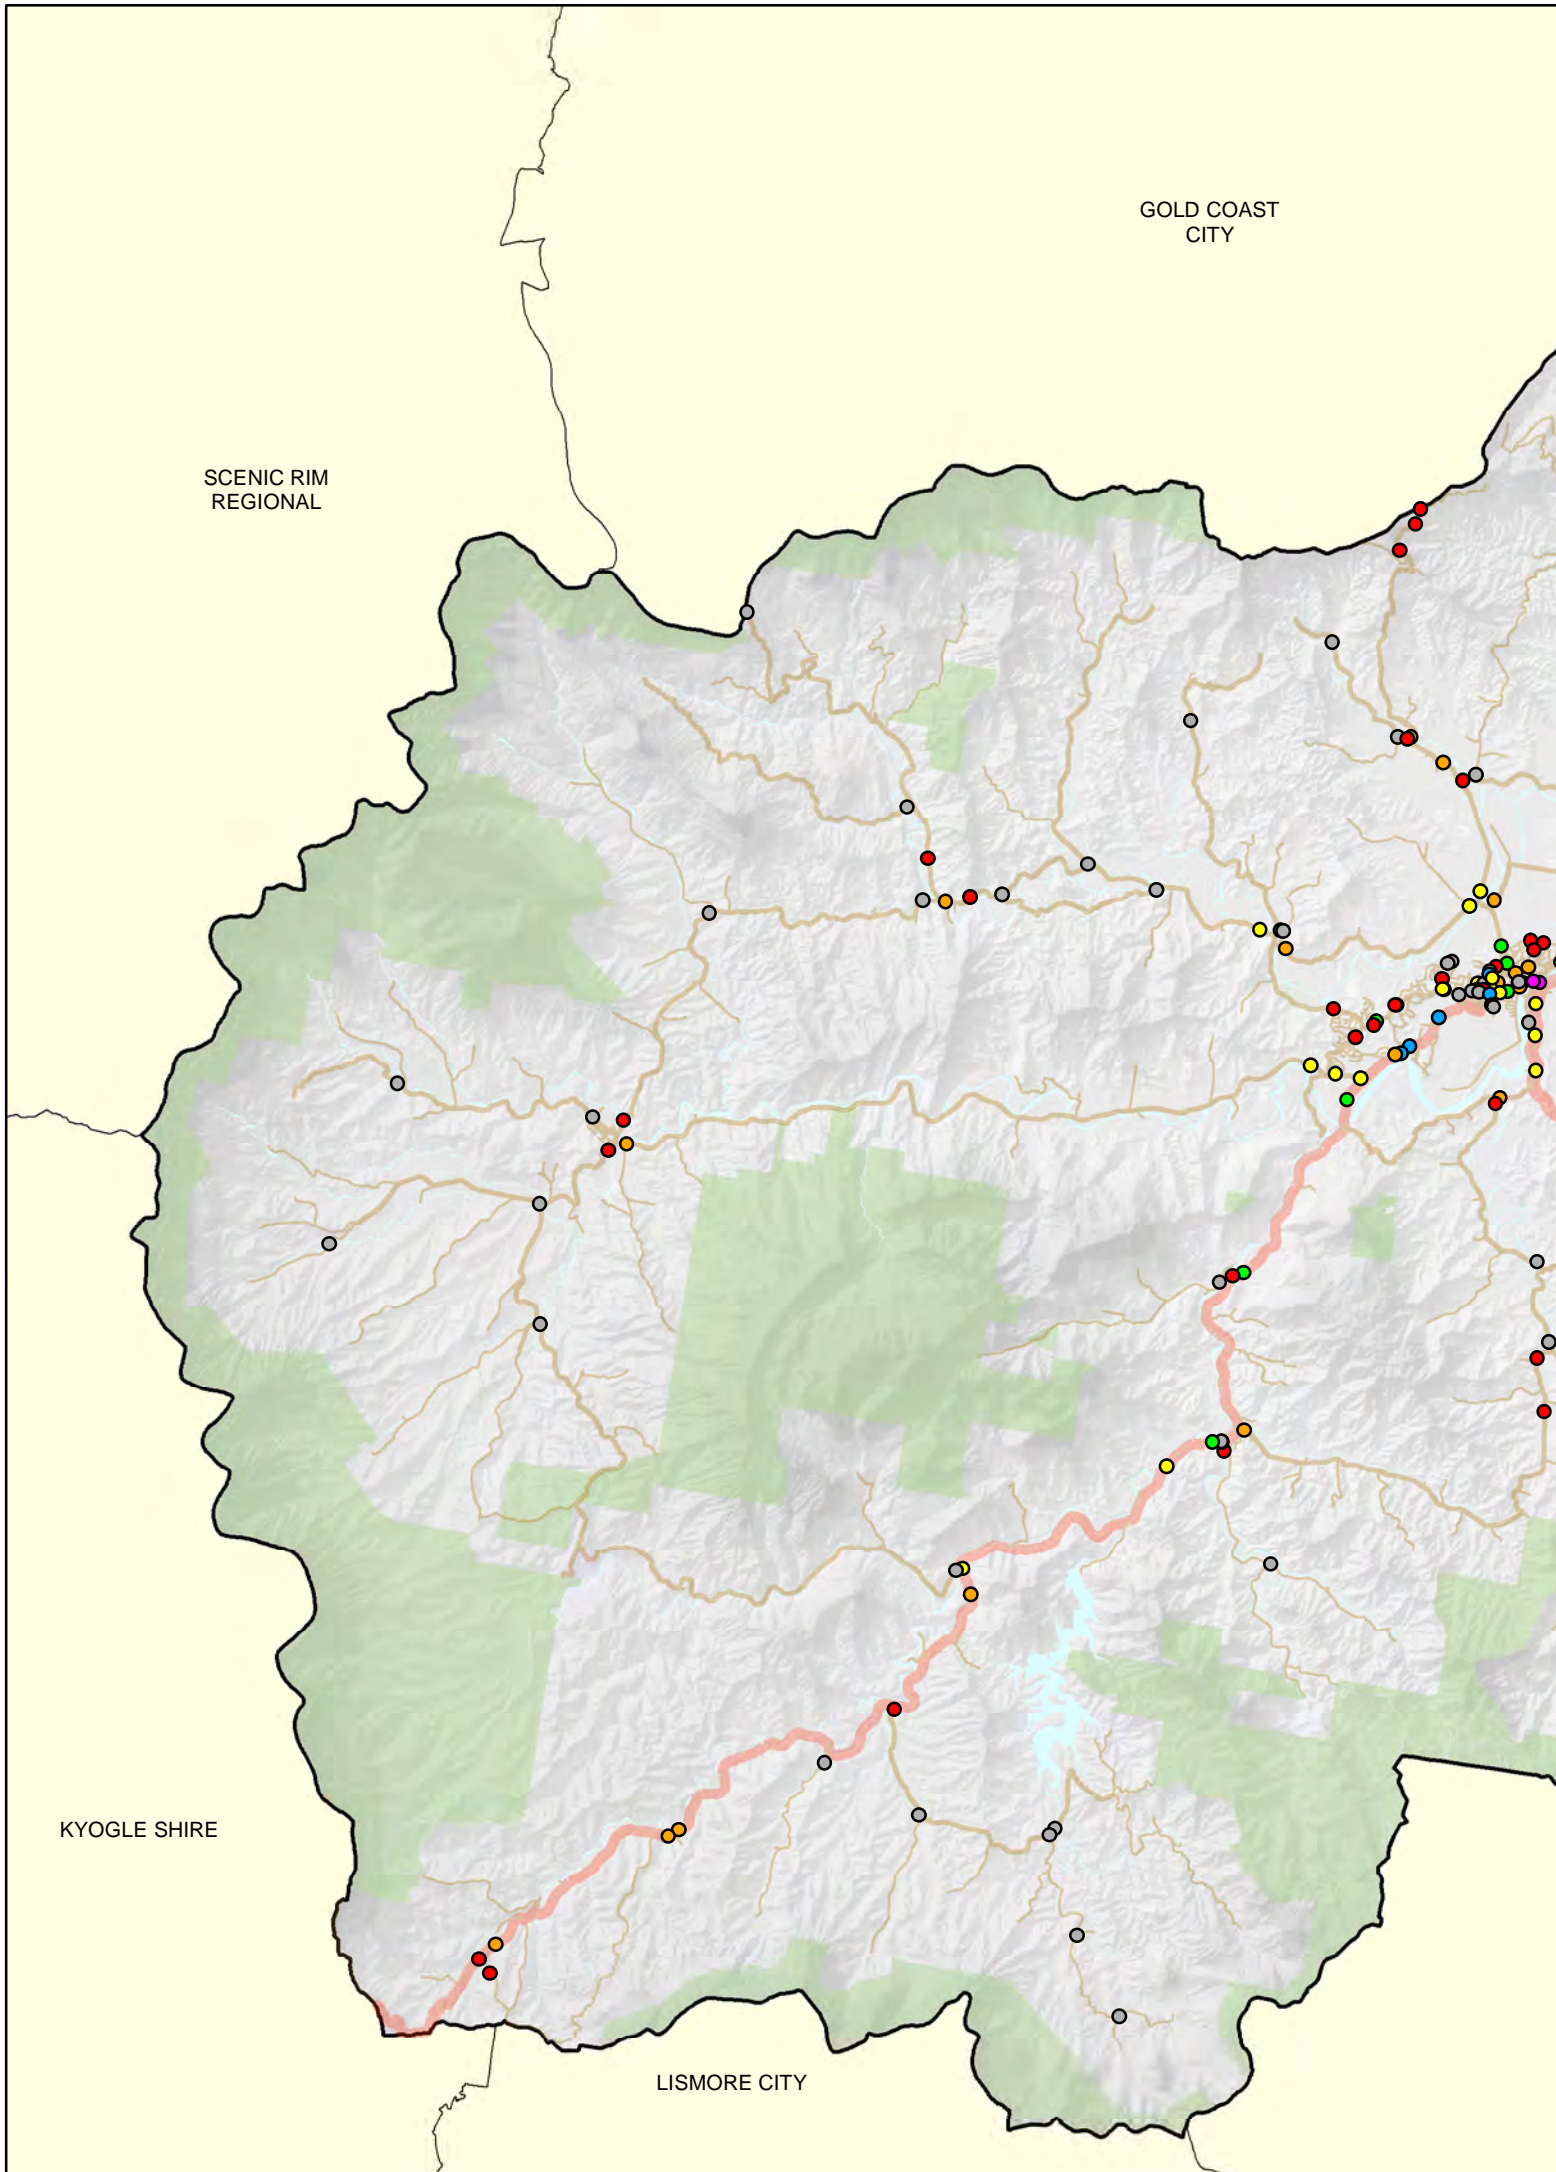 GOLD COAST
CITY
SCENIC RIM
REGIONAL
KYOGLE SHIRE
LISMORE CITY